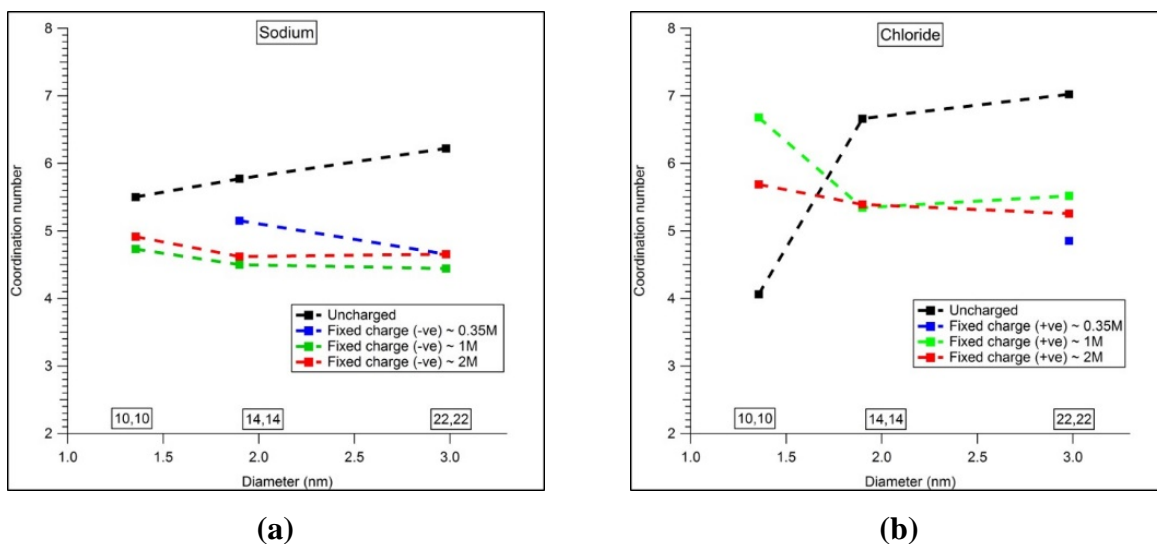 Sodium
8
7
6
5
4
3
2
Coordination number
Uncharged
Fixed charge (-ve) ~ 0.35M
Fixed charge (-ve) ~ 1M
Fixed charge (-ve) ~ 2M
10,10
14,14
22,22
1.0
1.5
2.0
2.5
3.0
Diameter (nm)
(a)
Chloride
8
7
6
5
4
3
2
Coordination number
Uncharged
Fixed charge (+ve) ~ 0.35M
Fixed charge (+ve) ~ 1M
Fixed charge (+ve) ~ 2M
10,10
14,14
22,22
1.0
1.5
2.0
2.5
3.0
Diameter (nm)
(b)